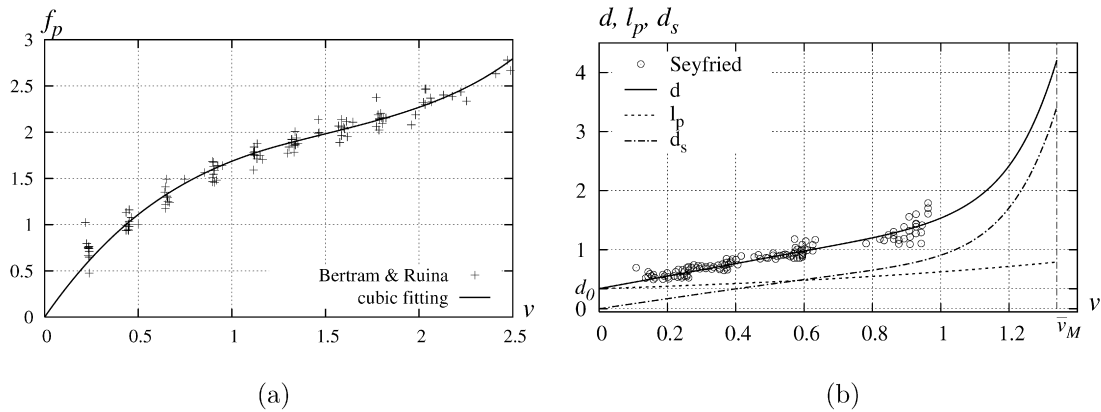 f_p
3
2.5
2
1.5
1
0.5
0
0
0.5
1
1.5
2
2.5
v
Bertram & Ruina
cubic fitting
(a)
d, l_p, d_s
4
3
2
1
d_0
0
0
0.2
0.4
0.6
0.8
1
1.2
v̅_M
v
Seyfried
d
l_p
d_s
(b)